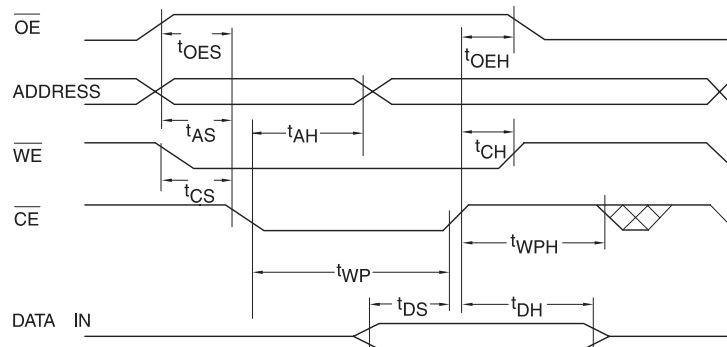 OE
tOES
tOEH
ADDRESS
tAS
tAH
WE
tCH
tCS
CE
tWPH
tWP
tDS
tDH
DATA IN